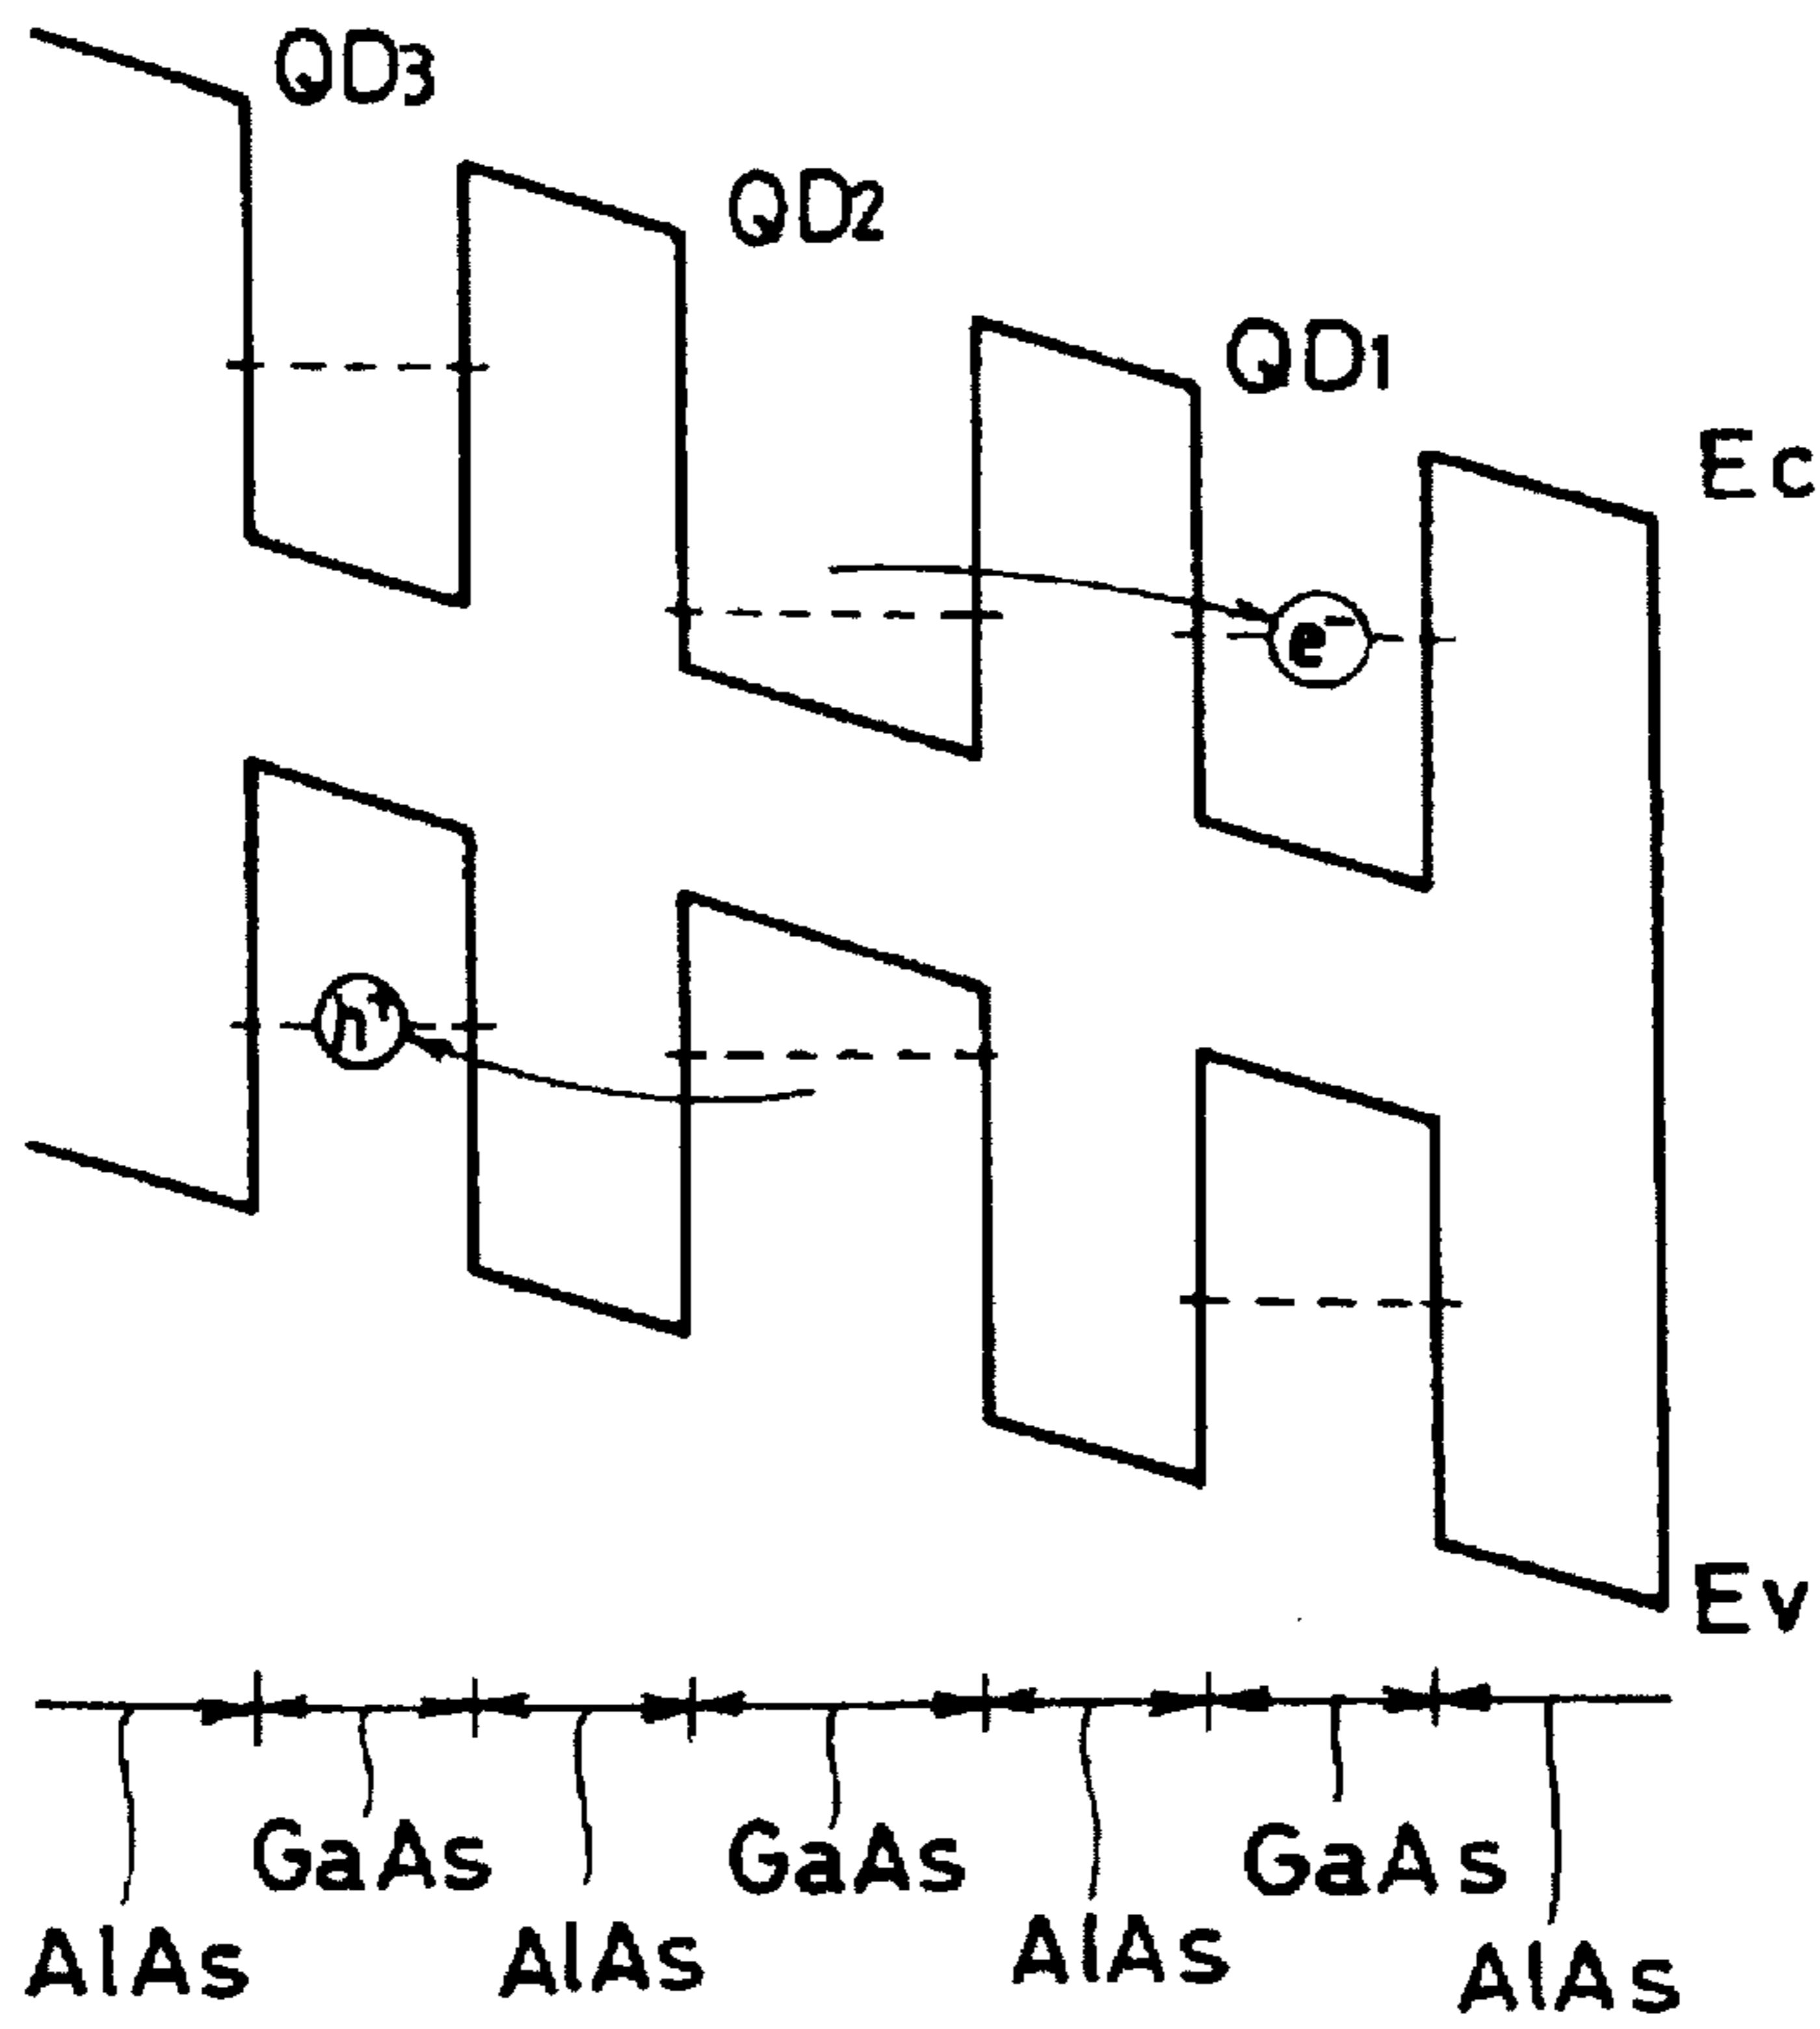 QD3
QD2
QD1
Ec
e⁻
h⁺
Ev
GaAs GaAs GaAs
AlAs AlAs AlAs AlAs